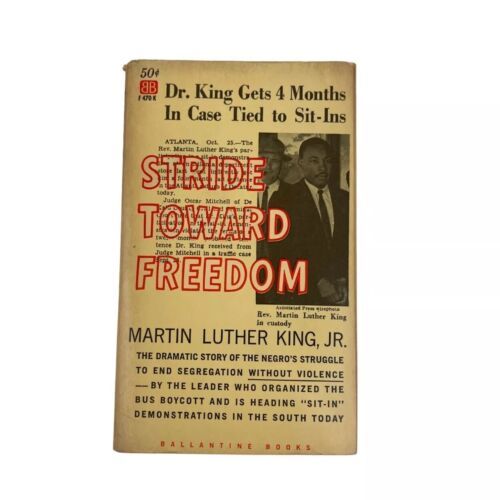 50¢
BB
F 470 K
Dr. King Gets 4 Months
In Case Tied to Sit-Ins
ATLANTA, Oct. 25.—The
Rev. Martin Luther King's par-
STRIDE
TOWARD
FREEDOM
today.
Judge Oscar Mitchell of De
tence Dr. King received from
Judge Mitchell in a traffic case
Associated Press wirephoto
Rev. Martin Luther King
in custody
MARTIN LUTHER KING, JR.
THE DRAMATIC STORY OF THE NEGRO'S STRUGGLE
TO END SEGREGATION WITHOUT VIOLENCE
— BY THE LEADER WHO ORGANIZED THE
BUS BOYCOTT AND IS HEADING "SIT-IN"
DEMONSTRATIONS IN THE SOUTH TODAY
BALLANTINE BOOKS